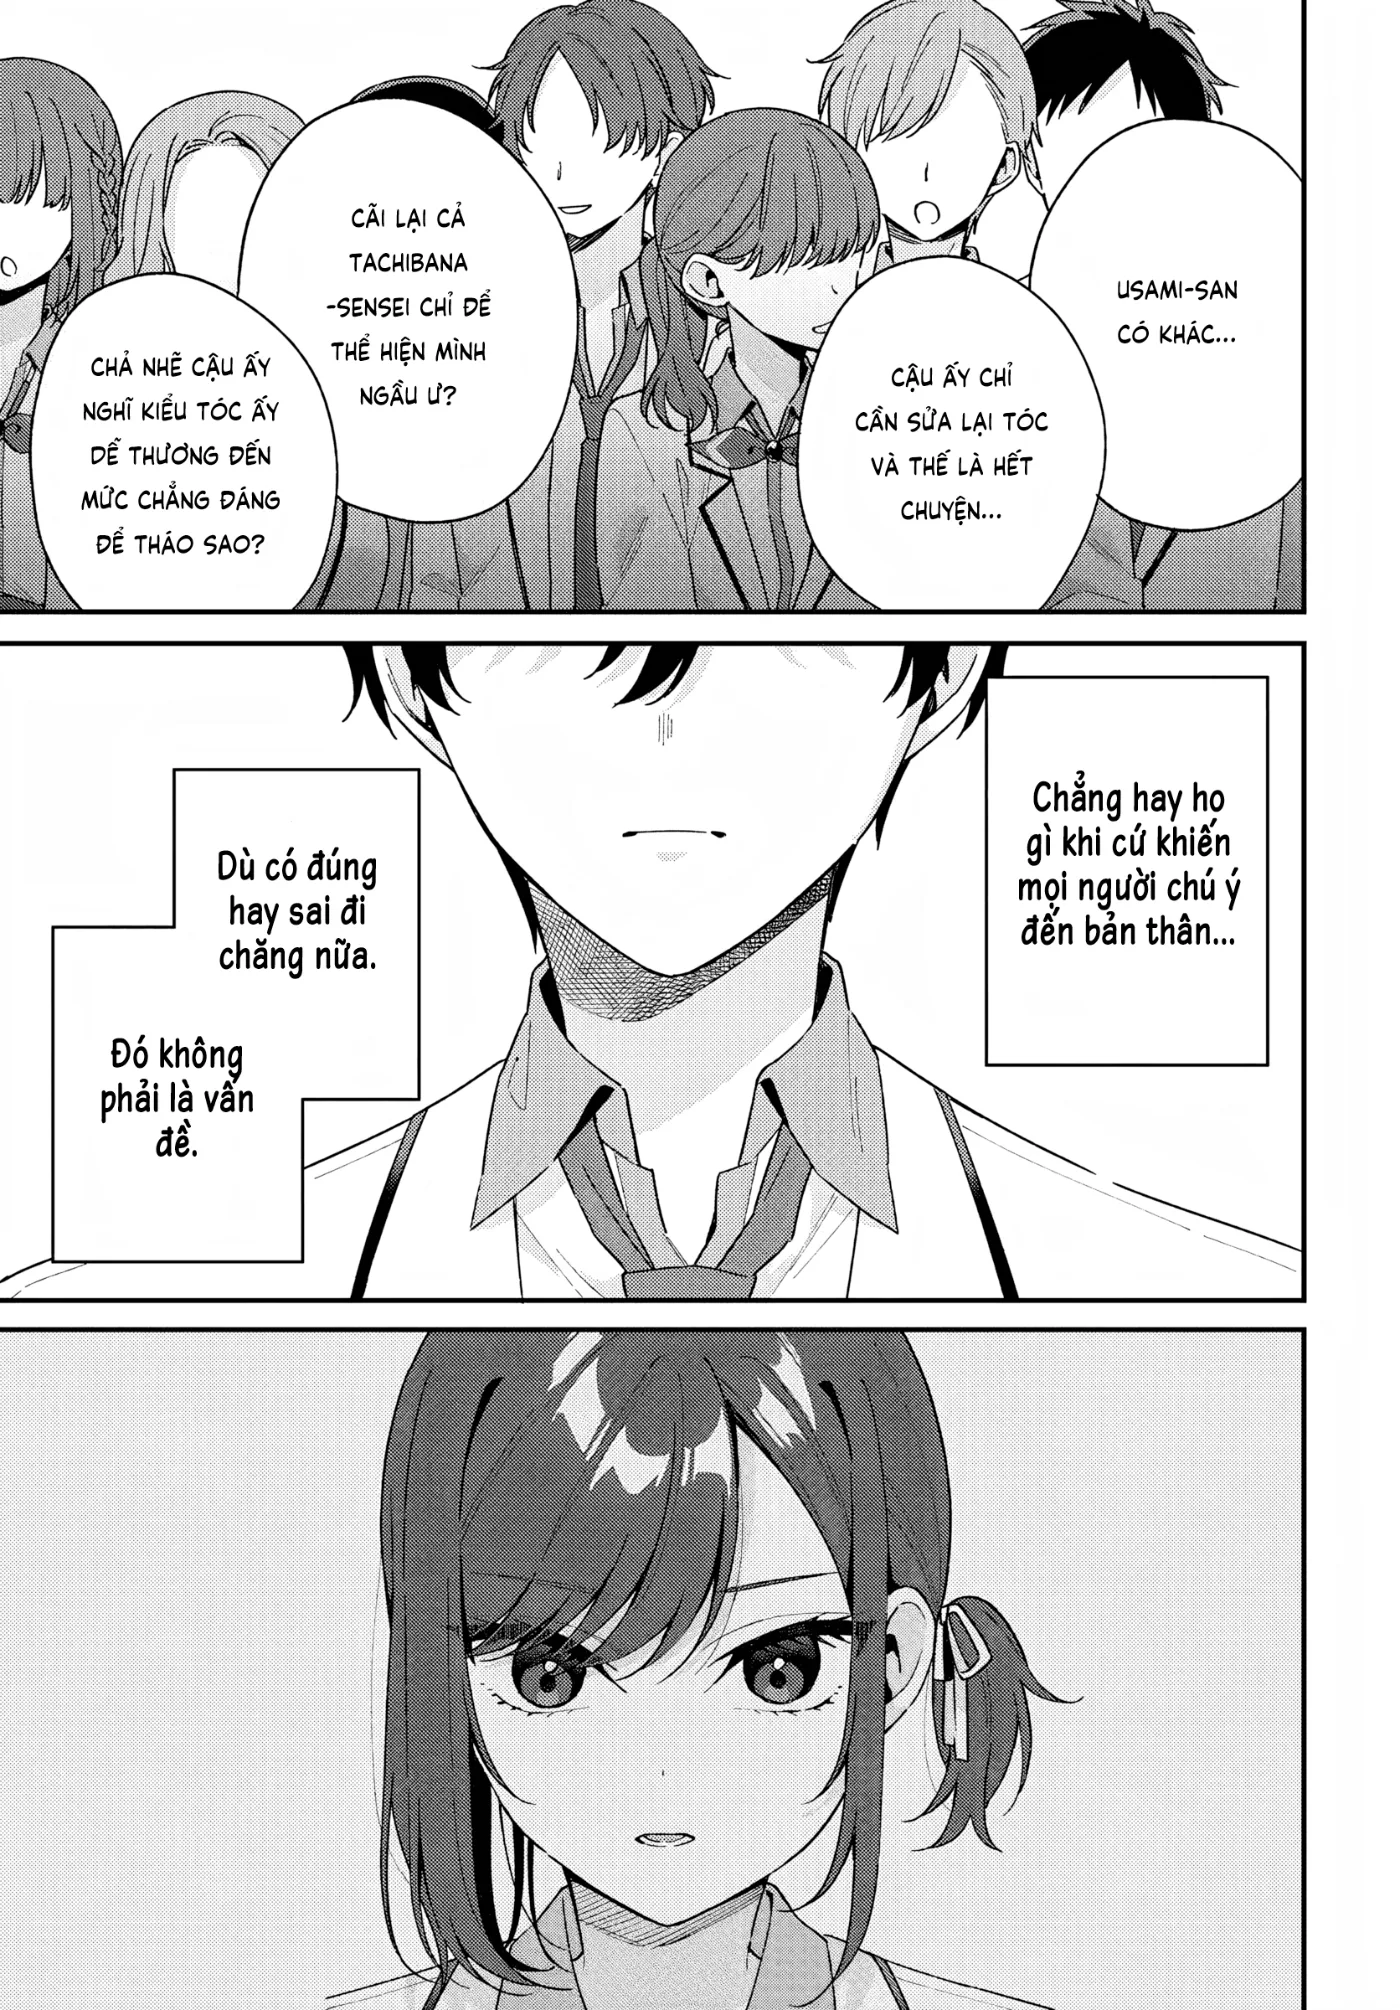 USAMI-SAN
CÓ KHÁC...
CẬU ẤY CHỈ
CẦN SỬA LẠI TÓC
VÀ THẾ LÀ HẾT
CHUYỆN...
CÃI LẠI CẢ
TACHIBANA
-SENSEI CHỈ ĐỂ
THỂ HIỆN MÌNH
NGẦU Ư?
CHẢ NHẼ CẬU ẤY
NGHĨ KIỂU TÓC ẤY
DỄ THƯƠNG ĐẾN
MỨC CHẲNG ĐÁNG
ĐỂ THÁO SAO?
Chẳng hay ho
gì khi cứ khiến
mọi người chú ý
đến bản thân...
Dù có đúng
hay sai đi
chăng nữa.
Đó không
phải là vấn
đề.